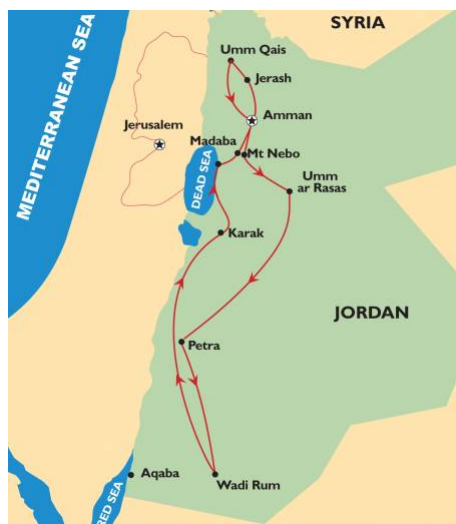 MEDITERRANEAN SEA
SYRIA
Umm Qais
Jerash
Amman
Jerusalem
Madaba
Mt Nebo
DEAD SEA
Umm
ar Rasas
Karak
JORDAN
Petra
Aqaba
Wadi Rum
RED SEA